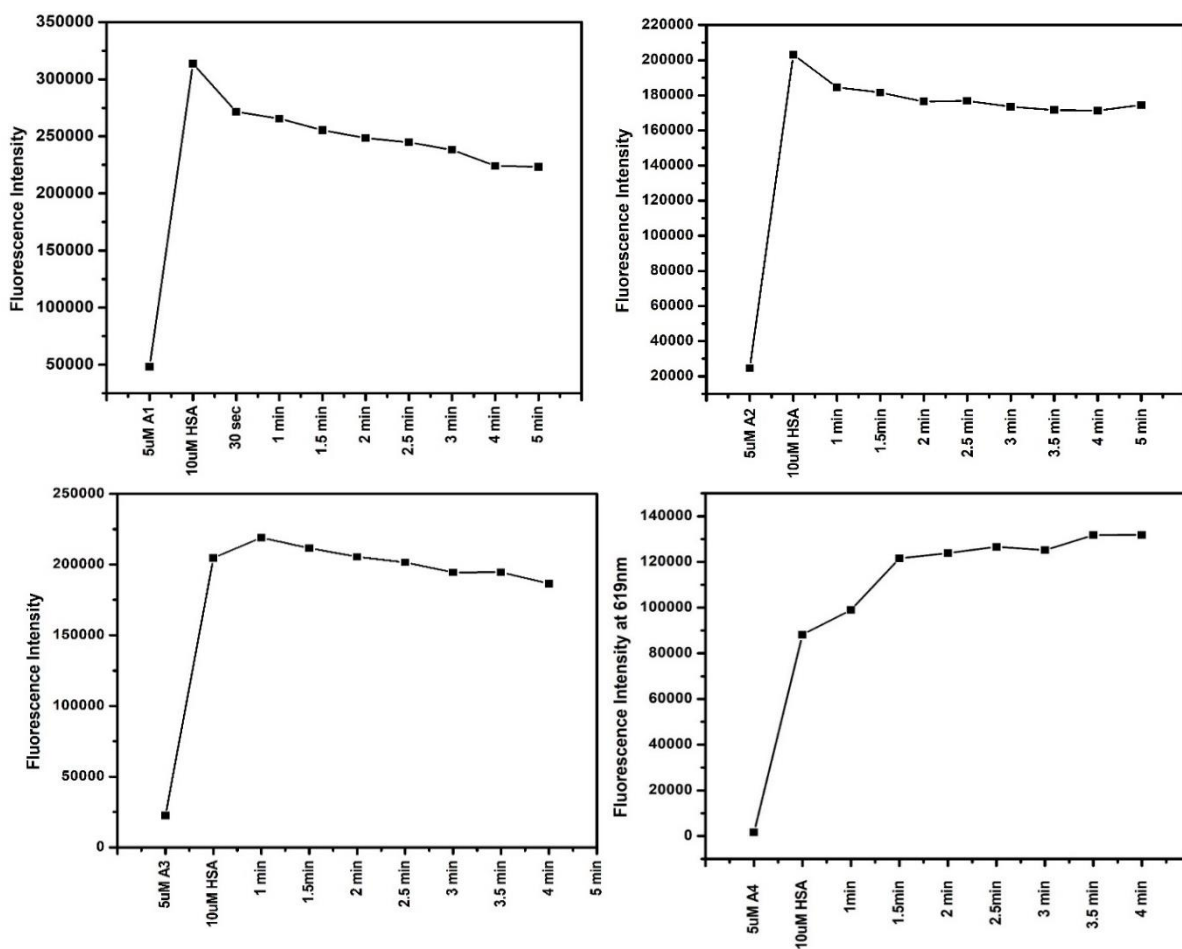 350000
300000
250000
200000
150000
100000
50000
Fluorescence Intensity
5uM A1
10uM HSA
30 sec
1 min
1.5 min
2 min
2.5 min
3 min
4 min
5 min
220000
200000
180000
160000
140000
120000
100000
80000
60000
40000
20000
Fluorescence Intensity
5uM A2
10uM HSA
1 min
1.5min
2 min
2.5 min
3 min
3.5 min
4 min
5 min
250000
200000
150000
100000
50000
0
Fluorescence Intensity
5uM A3
10uM HSA
1 min
1.5min
2 min
2.5 min
3 min
3.5 min
4 min
5 min
140000
120000
100000
80000
60000
40000
20000
0
Fluorescence Intensity at 619nm
5uM A4
10uM HSA
1min
1.5min
2 min
2.5min
3 min
3.5 min
4 min